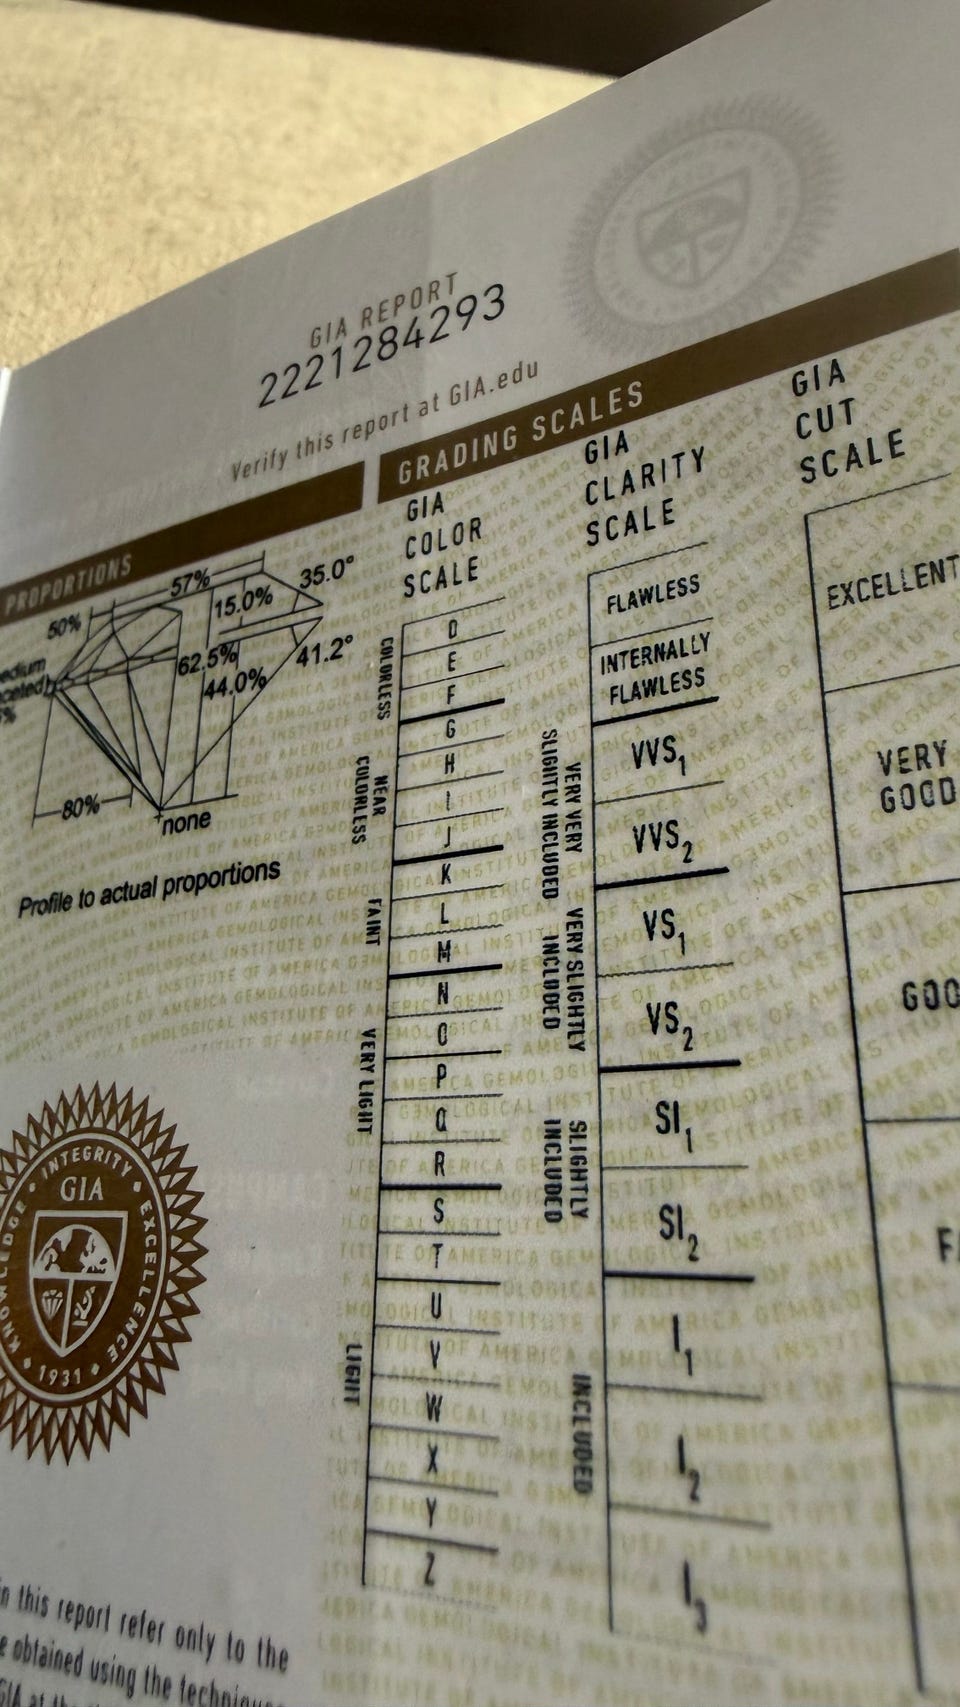 GIA REPORT
2221284293
Verify this report at GIA.edu
PROPORTIONS
50%
57%
35.0°
15.0%
62.5%
44.0%
41.2°
80%
none
Profile to actual proportions
GRADING SCALES
GIA
COLOR
SCALE
COLORLESS
D
E
F
NEAR
COLORLESS
G
H
I
J
FAINT
K
L
M
VERY LIGHT
N
O
P
Q
R
LIGHT
S
T
U
V
W
X
Y
Z
GIA
CLARITY
SCALE
FLAWLESS
INTERNALLY
FLAWLESS
VERY VERY
SLIGHTLY INCLUDED
VVS1
VVS2
VERY SLIGHTLY
INCLUDED
VS1
VS2
SLIGHTLY
INCLUDED
SI1
SI2
INCLUDED
I1
I2
I3
GIA
CUT
SCALE
EXCELLENT
VERY
GOOD
GOO
FA
INTEGRITY
EXCELLENCE
GIA
1931
in this report refer only to the
obtained using the
GIA at